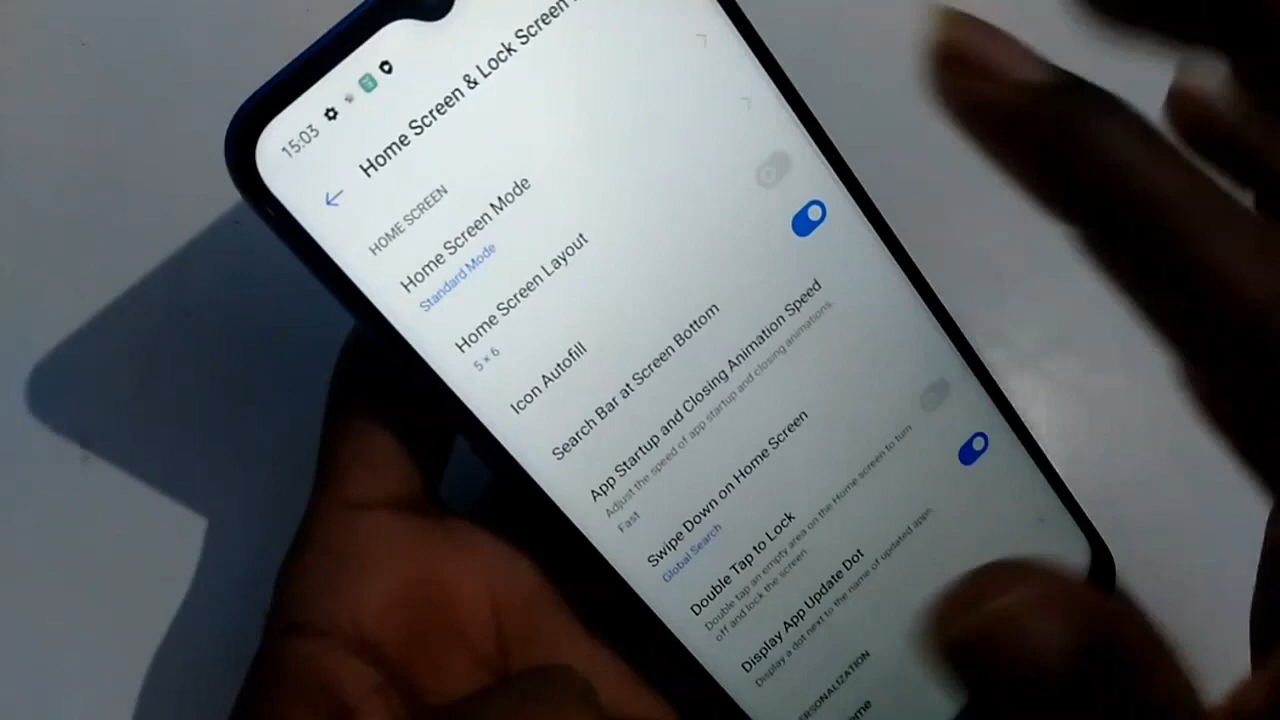 15:03
Home Screen & Lock Screen
HOME SCREEN
Home Screen Mode
Standard Mode
Home Screen Layout
5 × 6
Icon Autofill
Search Bar at Screen Bottom
App Startup and Closing Animation Speed
Adjust the speed of app startup and closing animations
Fast
Swipe Down on Home Screen
Global Search
Double Tap to Lock
Double tap an empty area on the Home screen to turn
off and lock the screen
Display App Update Dot
Display a dot next to the name of updated apps